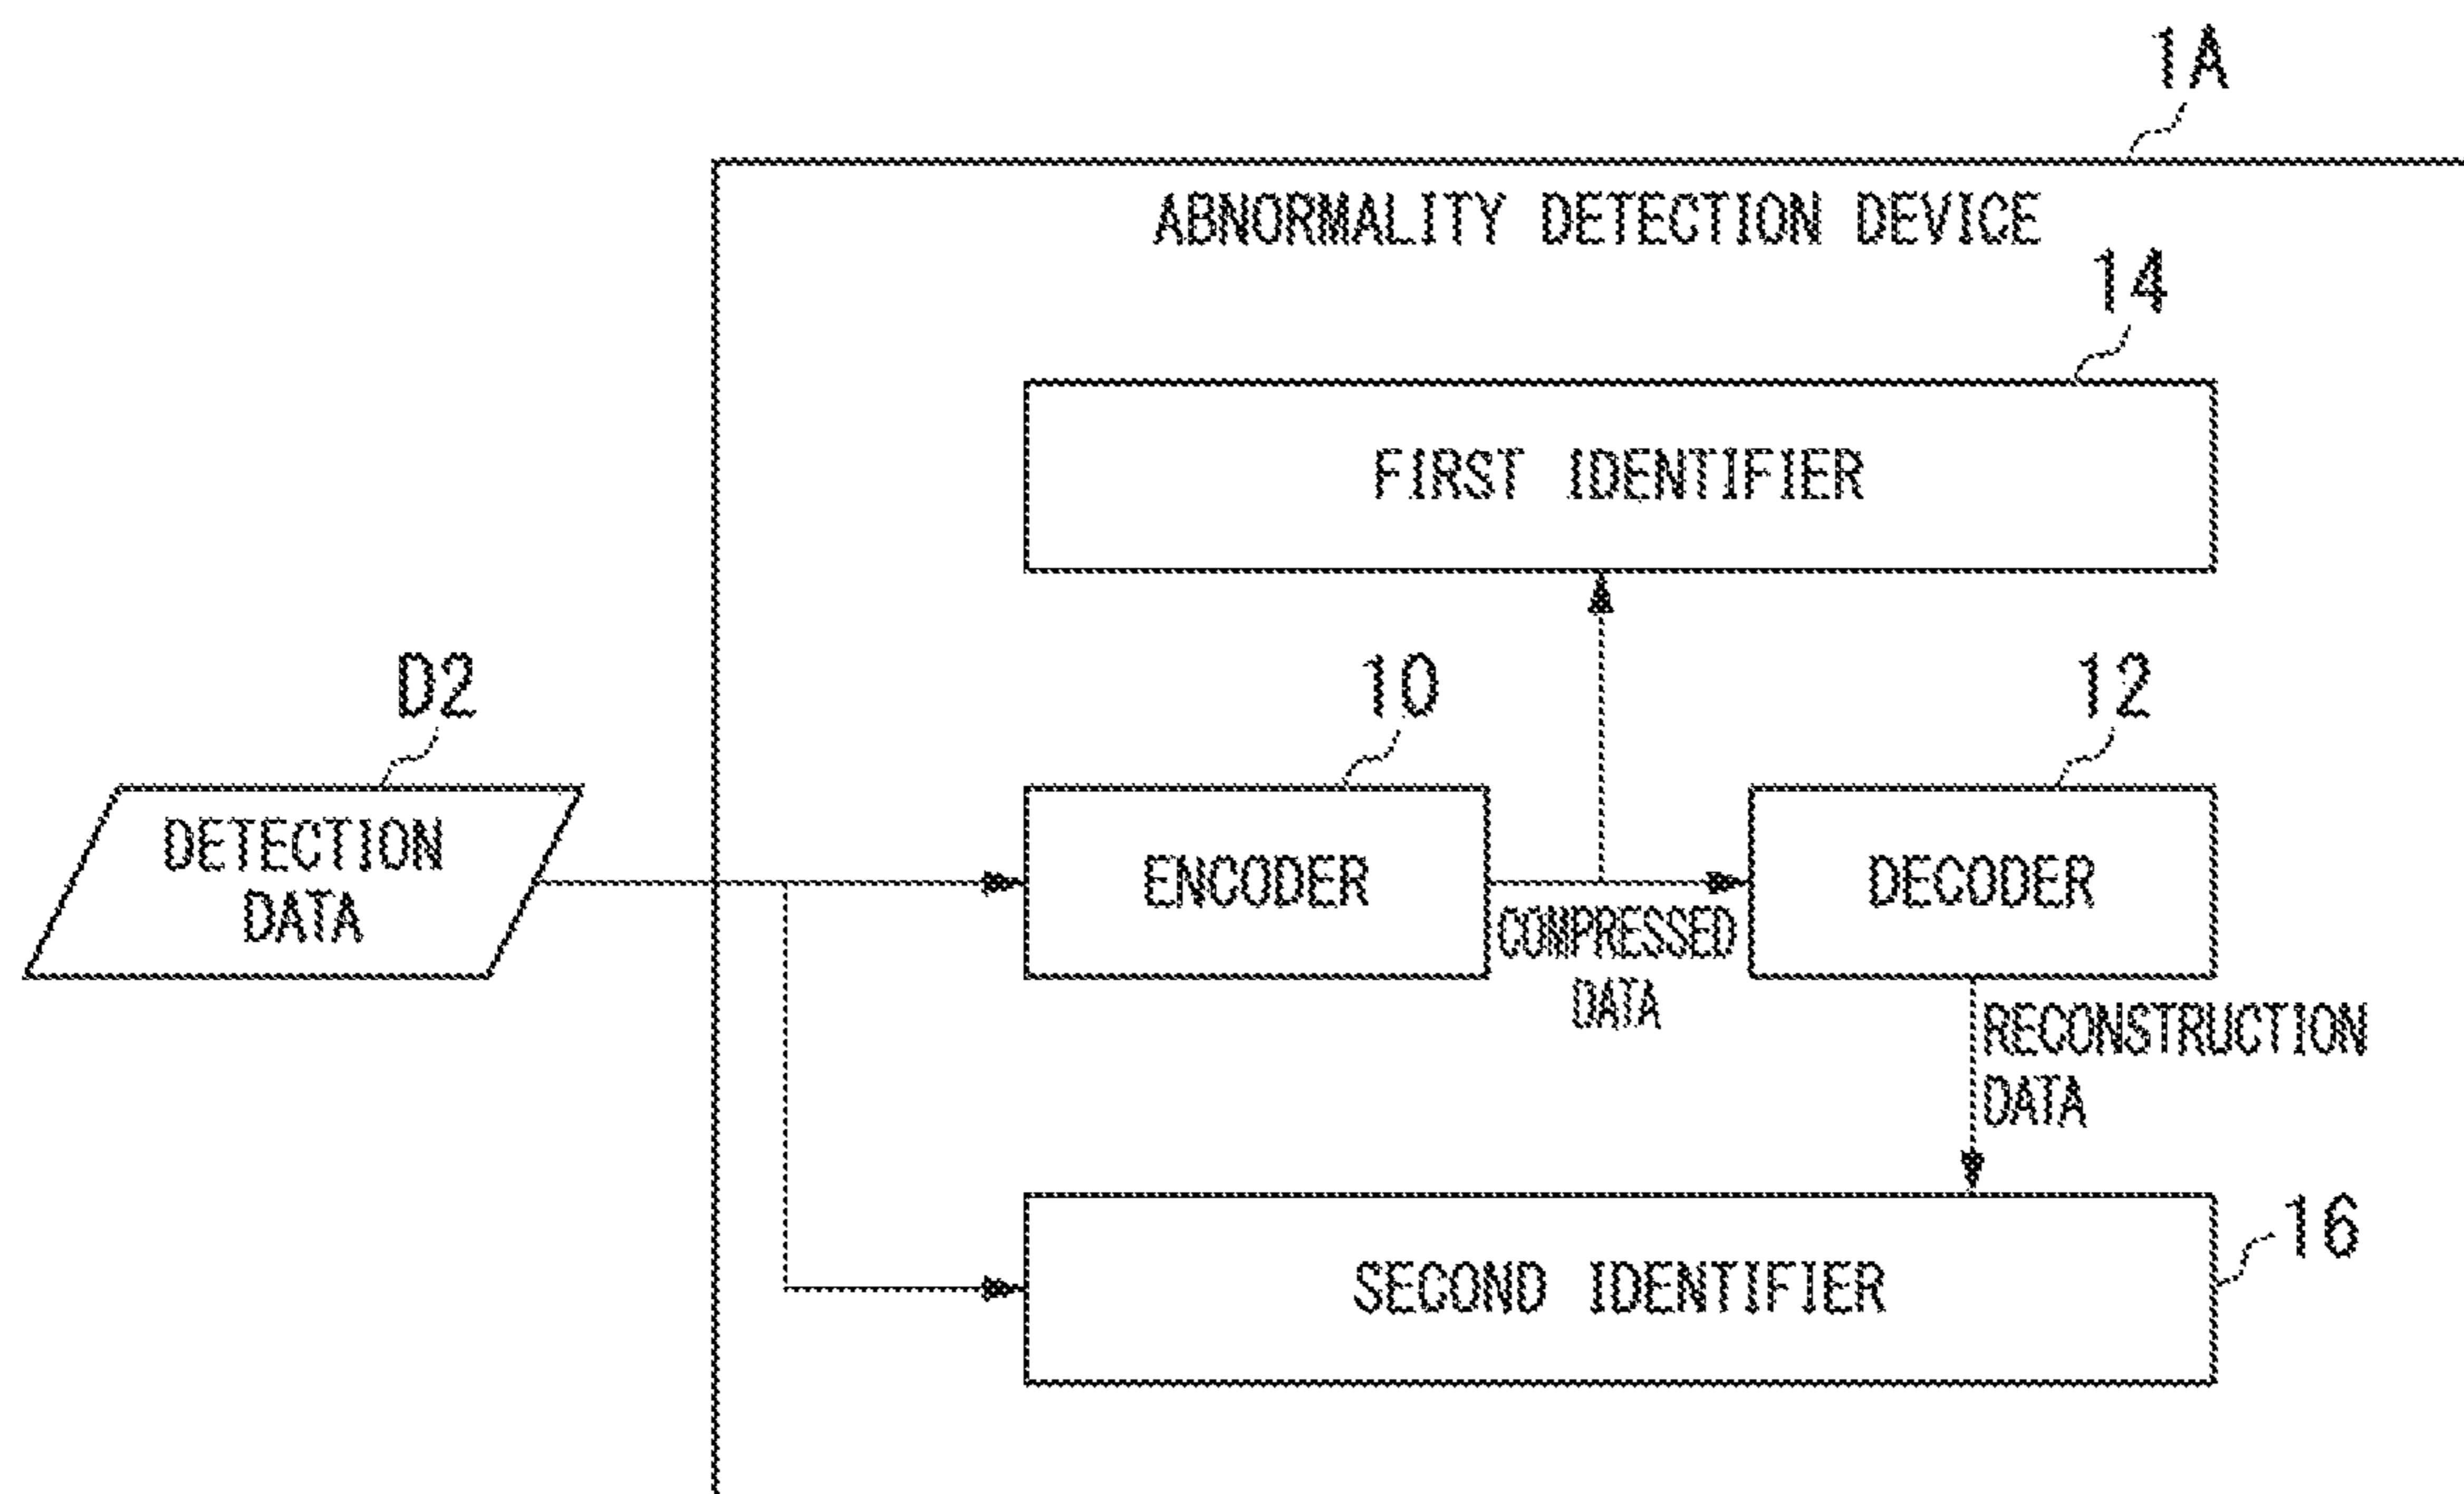 1A
ABNORMALITY DETECTION DEVICE
14
FIRST IDENTIFIER
D2
10
12
DETECTION
DATA
ENCODER
COMPRESSED
DATA
DECODER
RECONSTRUCTION
DATA
16
SECOND IDENTIFIER